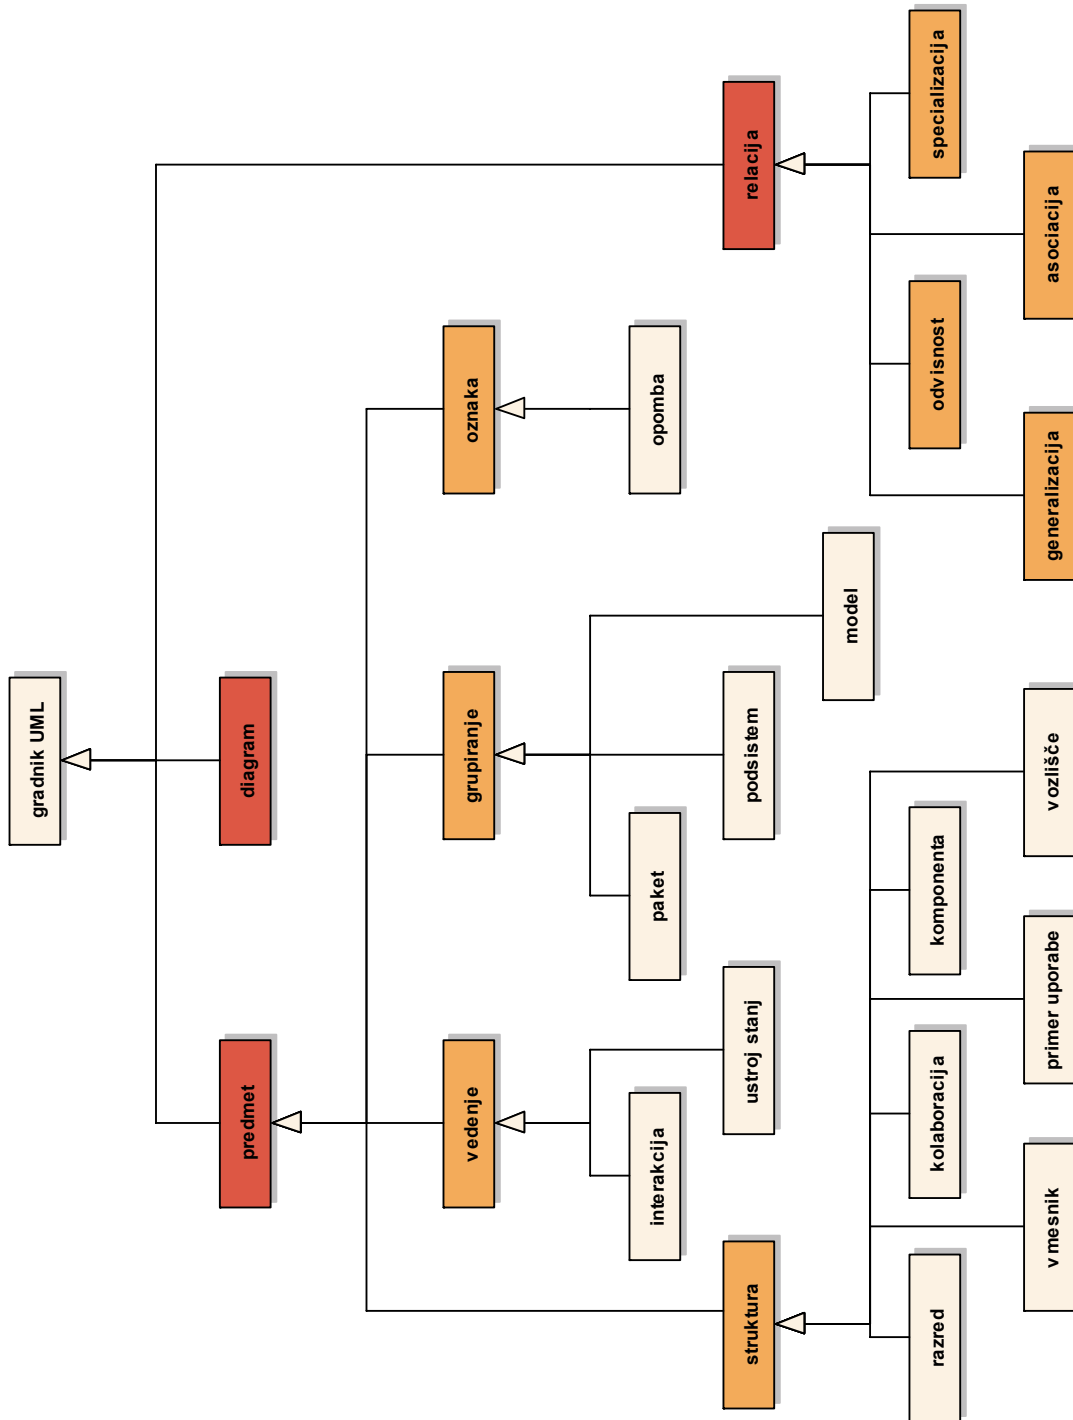 gradnik UML
predmet
diagram
relacija
struktura
vedenje
grupiranje
oznaka
razred
vmesnik
kolaboracija
primer uporabe
komponenta
vozlišče
interakcija
ustroj stanj
paket
podsistem
model
opomba
generalizacija
odvisnost
asociacija
specializacija